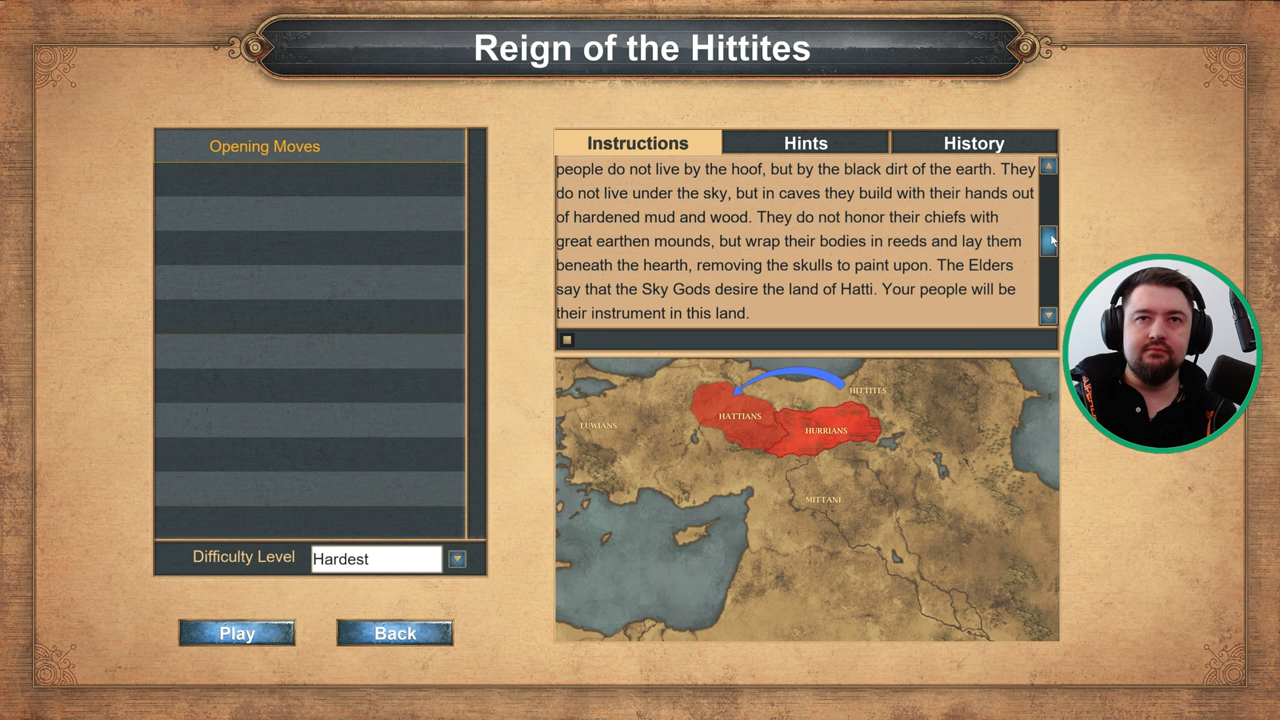 Reign of the Hittites
Opening Moves
Difficulty Level
Hardest
Play
Back
Instructions
Hints
History
people do not live by the hoof, but by the black dirt of the earth. They
do not live under the sky, but in caves they build with their hands out
of hardened mud and wood. They do not honor their chiefs with
great earthen mounds, but wrap their bodies in reeds and lay them
beneath the hearth, removing the skulls to paint upon. The Elders
say that the Sky Gods desire the land of Hatti. Your people will be
their instrument in this land.
HITTITES
HATTIANS
LUWIANS
HURRIANS
MITTANI